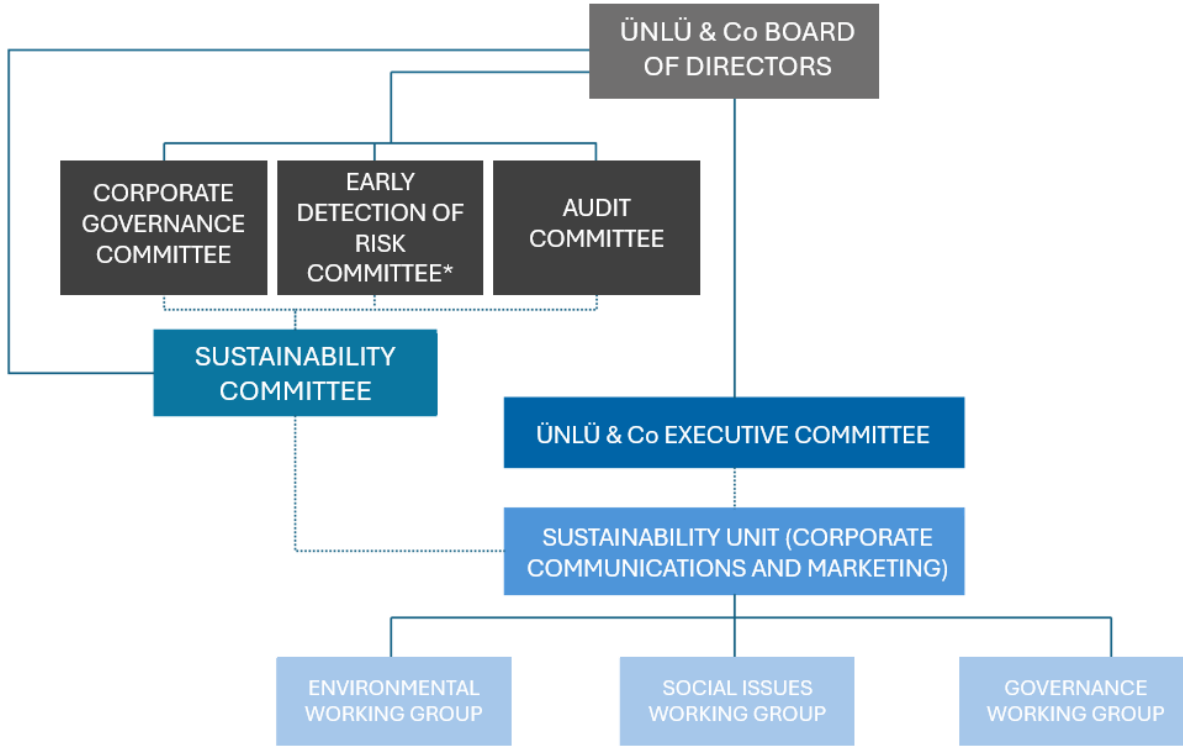 ÜNLÜ & Co BOARD
OF DIRECTORS
CORPORATE
GOVERNANCE
COMMITTEE
EARLY
DETECTION OF
RISK
COMMITTEE*
AUDIT
COMMITTEE
SUSTAINABILITY
COMMITTEE
ÜNLÜ & Co EXECUTIVE COMMITTEE
SUSTAINABILITY UNIT (CORPORATE
COMMUNICATIONS AND MARKETING)
ENVIRONMENTAL
WORKING GROUP
SOCIAL ISSUES
WORKING GROUP
GOVERNANCE
WORKING GROUP